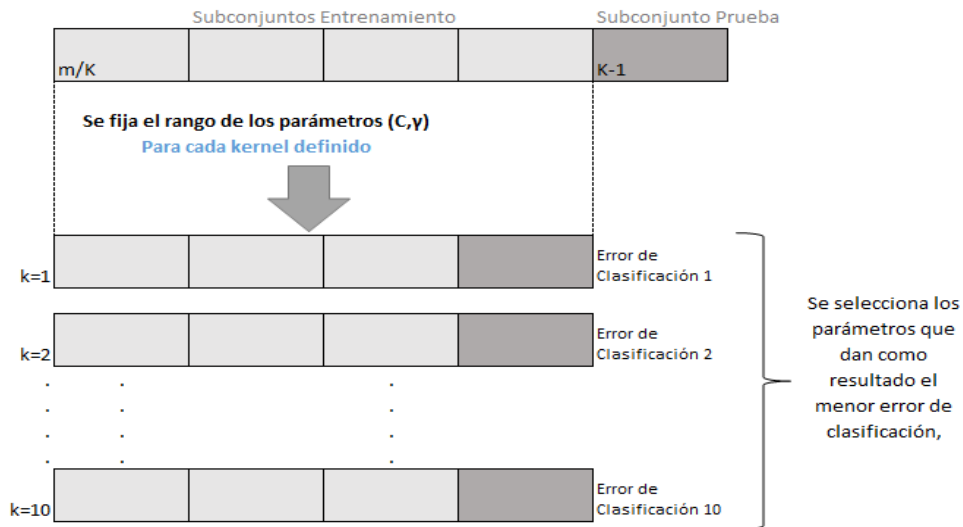 Subconjuntos Entrenamiento
Subconjunto Prueba
m/K
K-1
Se fija el rango de los parámetros (C,γ)
Para cada kernel definido
k=1
Error de
Clasificación 1
k=2
Error de
Clasificación 2
k=10
Error de
Clasificación 10
Se selecciona los
parámetros que
dan como
resultado el
menor error de
clasificación,